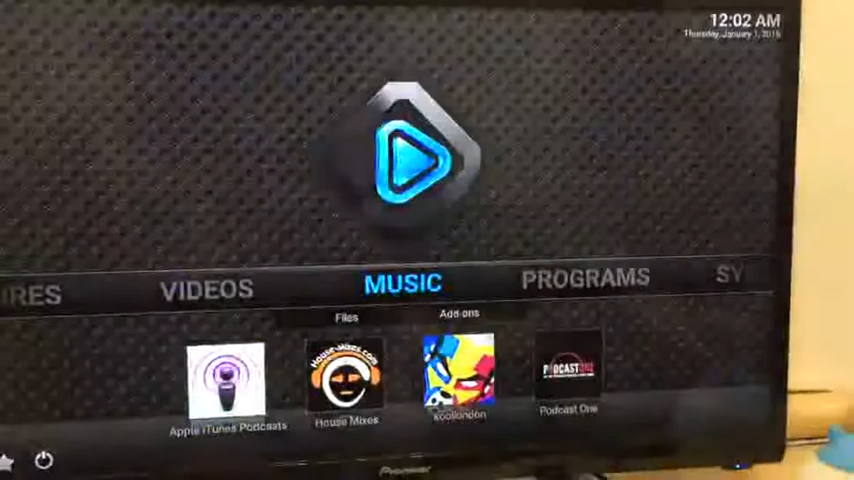 12:02 AM
Thursday, January 1, 2015
VIDEOS MUSIC PROGRAMS SY
Files Add-ons
House-Mixes.com
PODCASTONE
Apple iTunes Podcasts House Mixes koollondon Podcast One
Pioneer